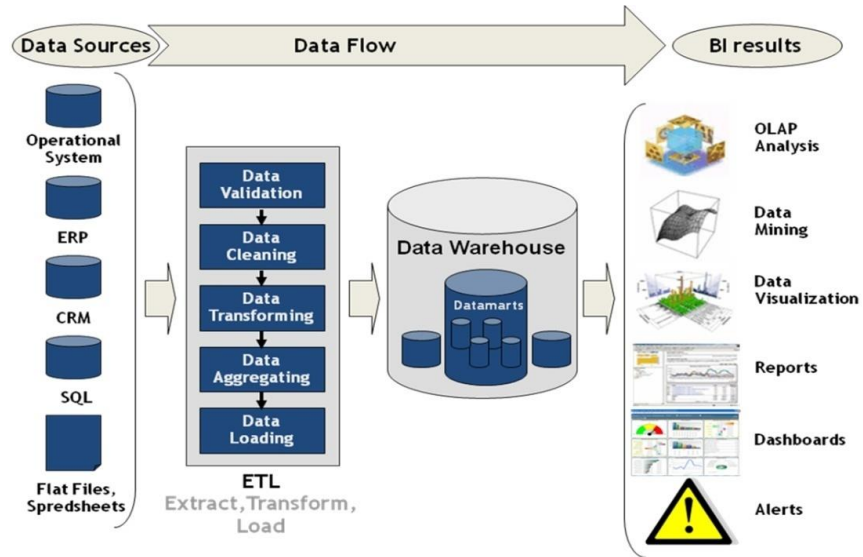 Data Sources
Data Flow
BI results
Operational
System
ERP
CRM
SQL
Flat Files,
Spredsheets
Data
Validation
Data
Cleaning
Data
Transforming
Data
Aggregating
Data
Loading
ETL
Extract,Transform,
Load
Data Warehouse
Datamarts
OLAP
Analysis
Data
Mining
Data
Visualization
Reports
Dashboards
Alerts